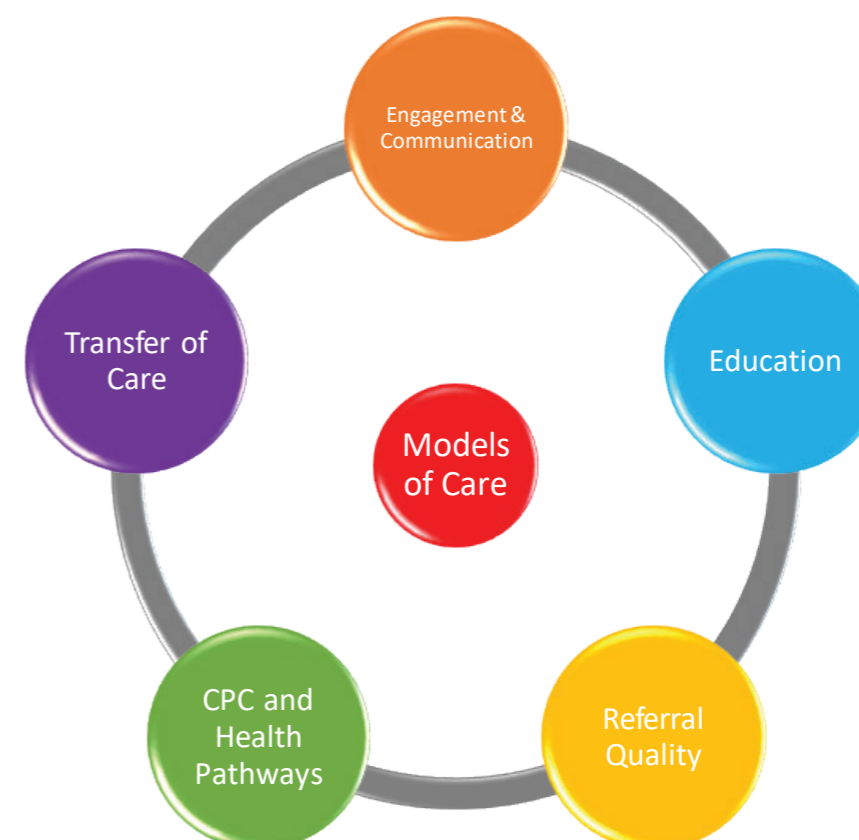 Engagement &
Communication
Education
Referral
Quality
CPC and
Health
Pathways
Transfer of
Care
Models
of Care